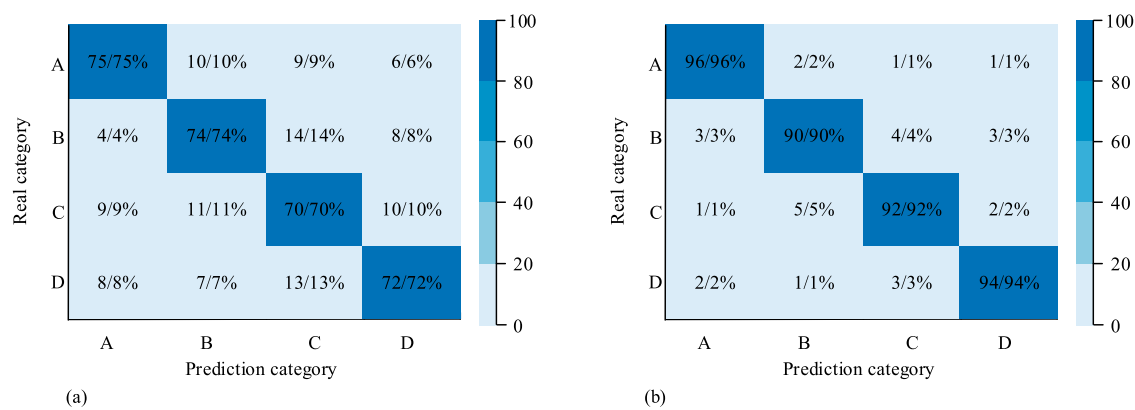 100
A 75/75% 10/10% 9/9% 6/6%
80
B 4/4% 74/74% 14/14% 8/8%
60
40
C 9/9% 11/11% 70/70% 10/10%
20
D 8/8% 7/7% 13/13% 72/72%
0
Real category
A B C D
Prediction category
(a)
100
A 96/96% 2/2% 1/1% 1/1%
80
B 3/3% 90/90% 4/4% 3/3%
60
40
C 1/1% 5/5% 92/92% 2/2%
20
D 2/2% 1/1% 3/3% 94/94%
0
Real category
A B C D
Prediction category
(b)